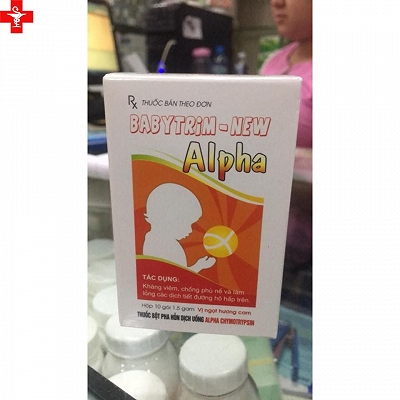 Rx THUỐC BÁN THEO ĐƠN
BABYTRIM - NEW
Alpha
TÁC DỤNG:
Kháng viêm, chống phù nề và làm
lỏng các dịch tiết đường hô hấp trên
Hộp 10 gói 1.5 gam. Vị ngọt hương cam
THUỐC BỘT PHA HỖN DỊCH UỐNG ALPHA CHYMOTRYPSIN